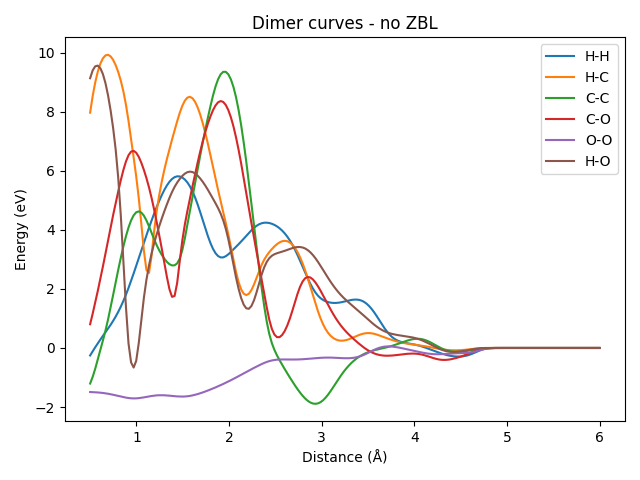 Dimer curves - no ZBL
Energy (eV)
10
8
6
4
2
0
−2
1
2
3
4
5
6
Distance (Å)
H-H
H-C
C-C
C-O
O-O
H-O